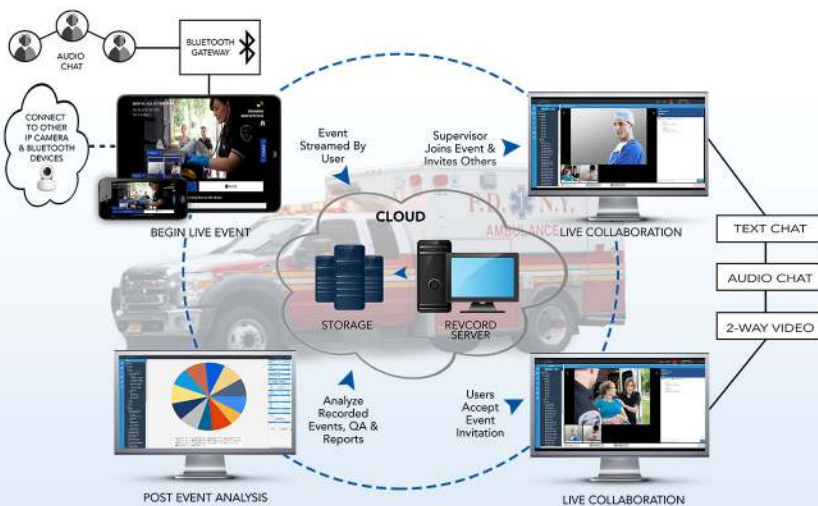 AUDIO
CHAT
BLUETOOTH
GATEWAY
CONNECT
TO OTHER
IP CAMERA
& BLUETOOTH
DEVICES
BEGIN LIVE EVENT
Event
Streamed By
User
Supervisor
Joins Event &
Invites Others
LIVE COLLABORATION
CLOUD
F.D. N.Y.
AMBULANCE
STORAGE
REVCORD
SERVER
TEXT CHAT
AUDIO CHAT
2-WAY VIDEO
Analyze
Recorded
Events, QA &
Reports
Users
Accept
Event
Invitation
POST EVENT ANALYSIS
LIVE COLLABORATION